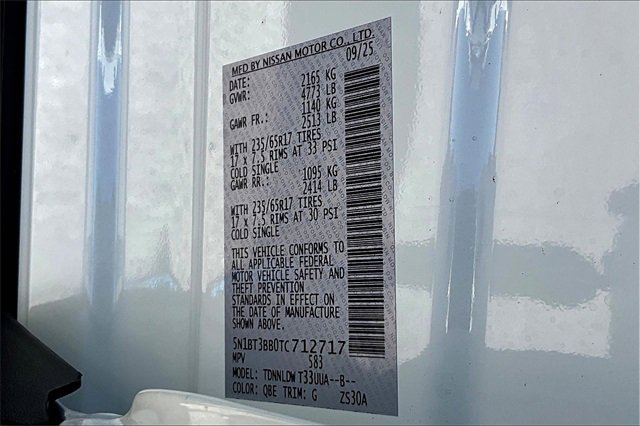 MFD BY NISSAN MOTOR CO., LTD.
DATE: 09/25
GVWR: 2165 KG
4773 LB
GAWR FR.: 1140 KG
2513 LB
WITH 235/65R17 TIRES
17 x 7.5 RIMS AT 33 PSI
COLD SINGLE
GAWR RR.: 1095 KG
2414 LB
WITH 235/65R17 TIRES
17 x 7.5 RIMS AT 30 PSI
COLD SINGLE
THIS VEHICLE CONFORMS TO
ALL APPLICABLE FEDERAL
MOTOR VEHICLE SAFETY AND
THEFT PREVENTION
STANDARDS IN EFFECT ON
THE DATE OF MANUFACTURE
SHOWN ABOVE.
5N1BT3BB0TC712717
MPV 583
MODEL: TDNNLDW T33UUA--B--
COLOR: QBE TRIM: G ZS30A